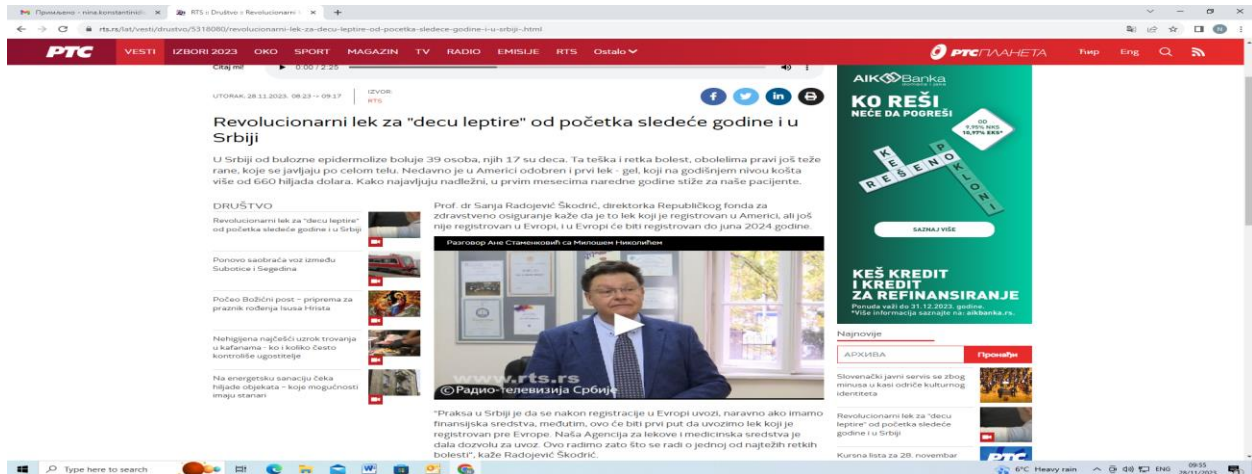 Примљено - nina.konstantinidi
RTS :: Društvo :: Revolucionarni
rts.rs/lat/vesti/drustvo/5318080/revolucionarni-lek-za-decu-leptire-od-pocetka-sledece-godine-i-u-srbiji-.html
РТС VESTI IZBORI 2023 OKO SPORT MAGAZIN TV RADIO EMISIJE RTS Ostalo
РТС ПЛАНЕТА Ћир Eng
Čitaj mi!
0:00 / 2:25
UTORAK, 28.11.2023, 08:23 -> 09:17
IZVOR:
RTS
Revolucionarni lek za "decu leptire" od početka sledeće godine i u
Srbiji
U Srbiji od bulozne epidermolize boluje 39 osoba, njih 17 su deca. Ta teška i retka bolest, obolelima pravi još teže
rane, koje se javljaju po celom telu. Nedavno je u Americi odobren i prvi lek - gel, koji na godišnjem nivou košta
više od 660 hiljada dolara. Kako najavljuju nadležni, u prvim mesecima naredne godine stiže za naše pacijente.
DRUŠTVO
Revolucionarni lek za "decu leptire"
od početka sledeće godine i u Srbiji
Ponovo saobraća voz između
Subotice i Segedina
Počeo Božićni post – priprema za
praznik rođenja Isusa Hrista
Nehigijena najčešći uzrok trovanja
u kafanama - ko i koliko često
kontroliše ugostitelje
Na energetsku sanaciju čeka
hiljade objekata – koje mogućnosti
imaju stanari
Prof. dr Sanja Radojević Škodrić, direktorka Republičkog fonda za
zdravstveno osiguranje kaže da je to lek koji je registrovan u Americi, ali još
nije registrovan u Evropi, i u Evropi će biti registrovan do juna 2024.godine.
Разговор Ане Стаменковић са Милошем Николићем
www.rts.rs
©Радио-телевизија Србије
"Praksa u Srbiji je da se nakon registracije u Evropi uvozi, naravno ako imamo
finansijska sredstva, međutim, ovo će biti prvi put da uvozimo lek koji je
registrovan pre Evrope. Naša Agencija za lekove i medicinska sredstva je
dala dozvolu za uvoz. Ovo radimo zato što se radi o jednoj od najtežih retkih
bolesti", kaže Radojević Škodrić.
AIK Banka
KO REŠI
NEĆE DA POGREŠI
OD
9,95% NKS
10,97% EKS*
REŠENO
POKLONI
SAZNAJ VIŠE
KEŠ KREDIT
I KREDIT
ZA REFINANSIRANJE
Ponuda važi do 31.12.2023. godine.
*Više informacija saznajte na: aikbanka.rs.
Najnovije
АРХИВА Пронађи
Slovenački javni servis se zbog
minusa u kasi odriče kulturnog
identiteta
Revolucionarni lek za "decu
leptire" od početka sledeće
godine i u Srbiji
Kursna lista za 28. novembar
РТС
Type here to search
6°C Heavy rain ENG 09:55
28/11/2023